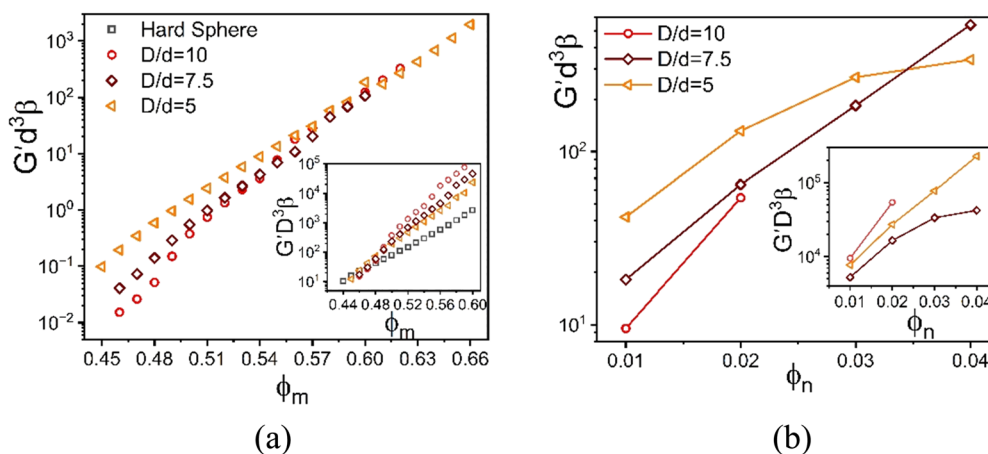 G'd³β
10³
10²
10¹
10⁰
10⁻¹
10⁻²
Hard Sphere
D/d=10
D/d=7.5
D/d=5
G'D³β
10⁵
10⁴
10³
10²
10¹
0.44 0.48 0.52 0.56 0.60
ϕm
0.45 0.48 0.51 0.54 0.57 0.60 0.63 0.66
ϕm
(a)
G'd³β
10²
10¹
D/d=10
D/d=7.5
D/d=5
G'D³β
10⁵
10⁴
0.01 0.02 0.03 0.04
ϕn
0.01 0.02 0.03 0.04
ϕn
(b)